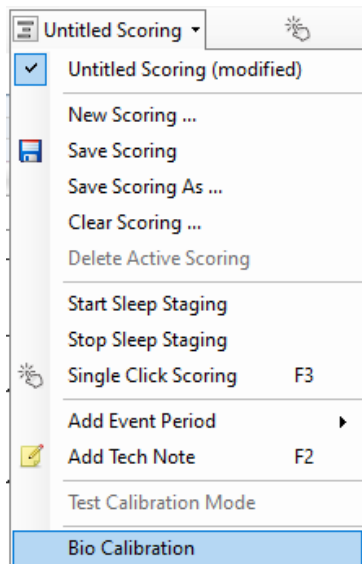 Untitled Scoring
Untitled Scoring (modified)
New Scoring ...
Save Scoring
Save Scoring As ...
Clear Scoring ...
Delete Active Scoring
Start Sleep Staging
Stop Sleep Staging
Single Click Scoring F3
Add Event Period
Add Tech Note F2
Test Calibration Mode
Bio Calibration